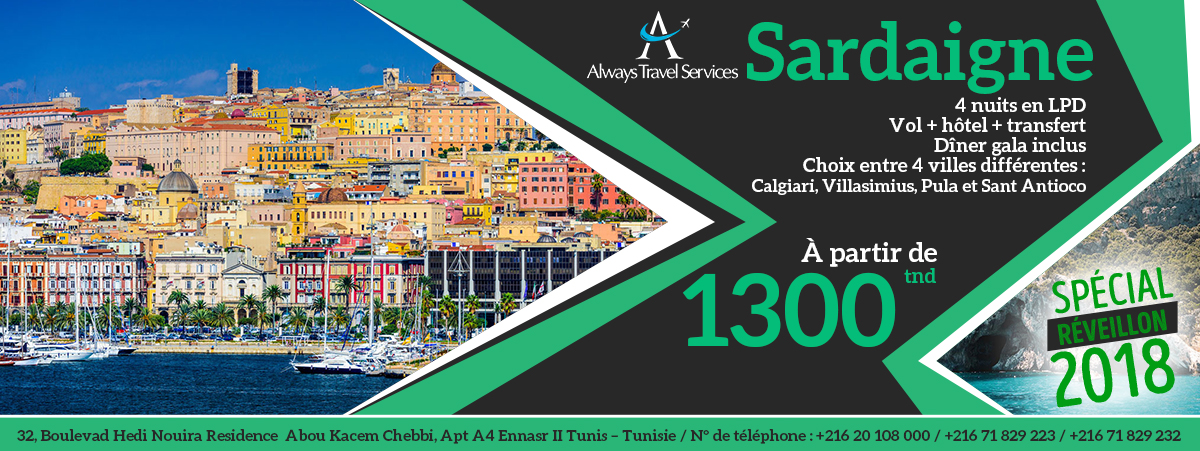 Always Travel Services
Sardaigne
4 nuits en LPD
Vol + hôtel + transfert
Dîner gala inclus
Choix entre 4 villes différentes :
Calgiari, Villasimius, Pula et Sant Antioco
À partir de
1300 tnd
SPÉCIAL
RÉVEILLON
2018
32, Boulevad Hedi Nouira Residence Abou Kacem Chebbi, Apt A4 Ennasr II Tunis – Tunisie / N° de téléphone : +216 20 108 000 / +216 71 829 223 / +216 71 829 232